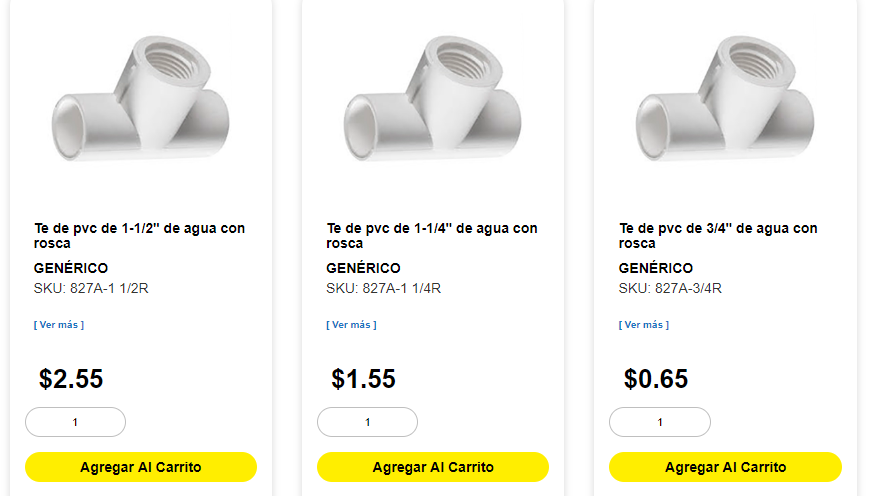 Te de pvc de 1-1/2" de agua con
rosca
GENÉRICO
SKU: 827A-1 1/2R
[ Ver más ]
$2.55
1
Agregar Al Carrito
Te de pvc de 1-1/4" de agua con
rosca
GENÉRICO
SKU: 827A-1 1/4R
[ Ver más ]
$1.55
1
Agregar Al Carrito
Te de pvc de 3/4" de agua con
rosca
GENÉRICO
SKU: 827A-3/4R
[ Ver más ]
$0.65
1
Agregar Al Carrito